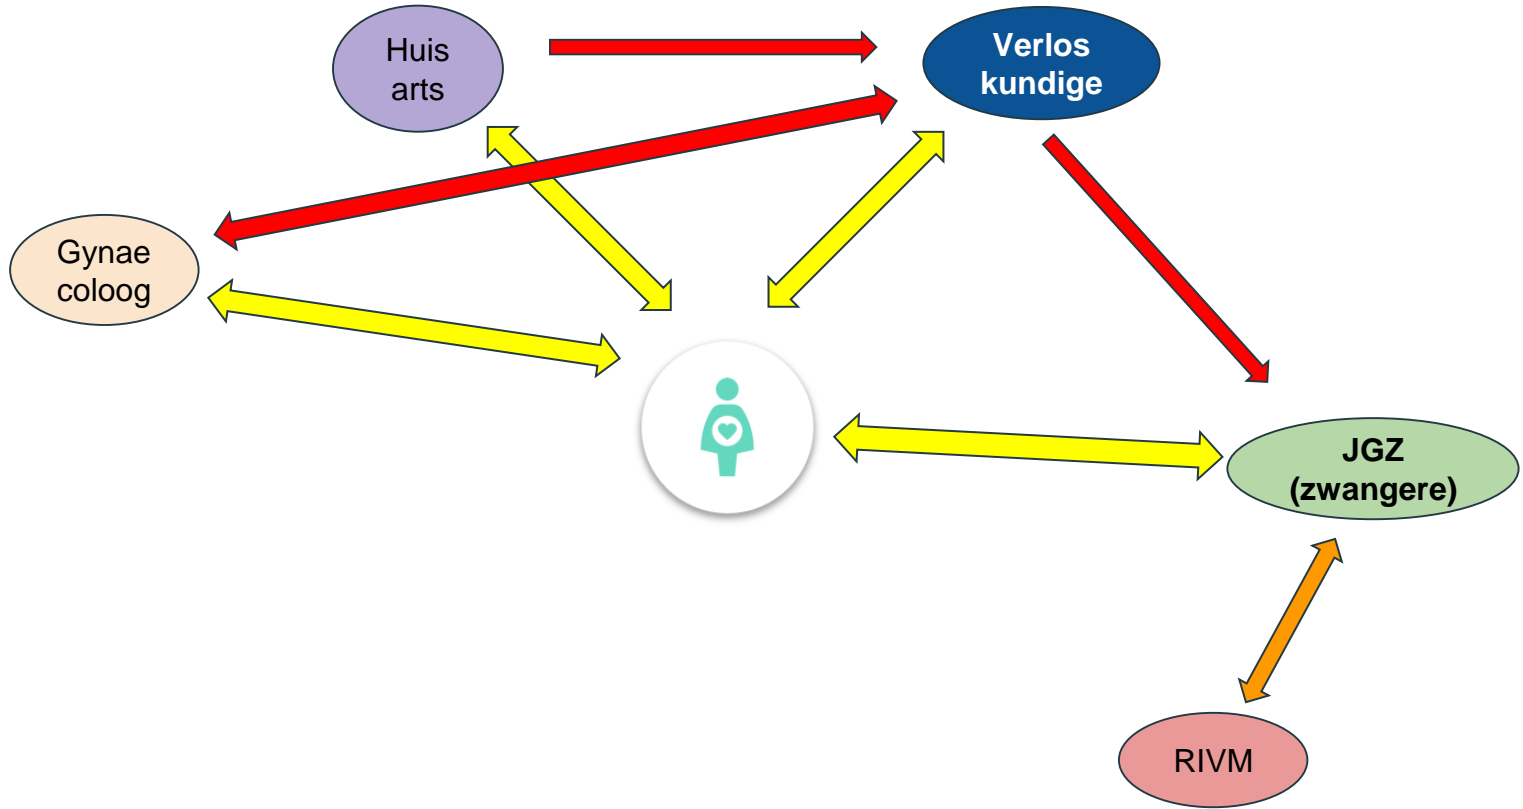 Huis
arts
Verlos
kundige
Gynae
coloog
JGZ
(zwangere)
RIVM